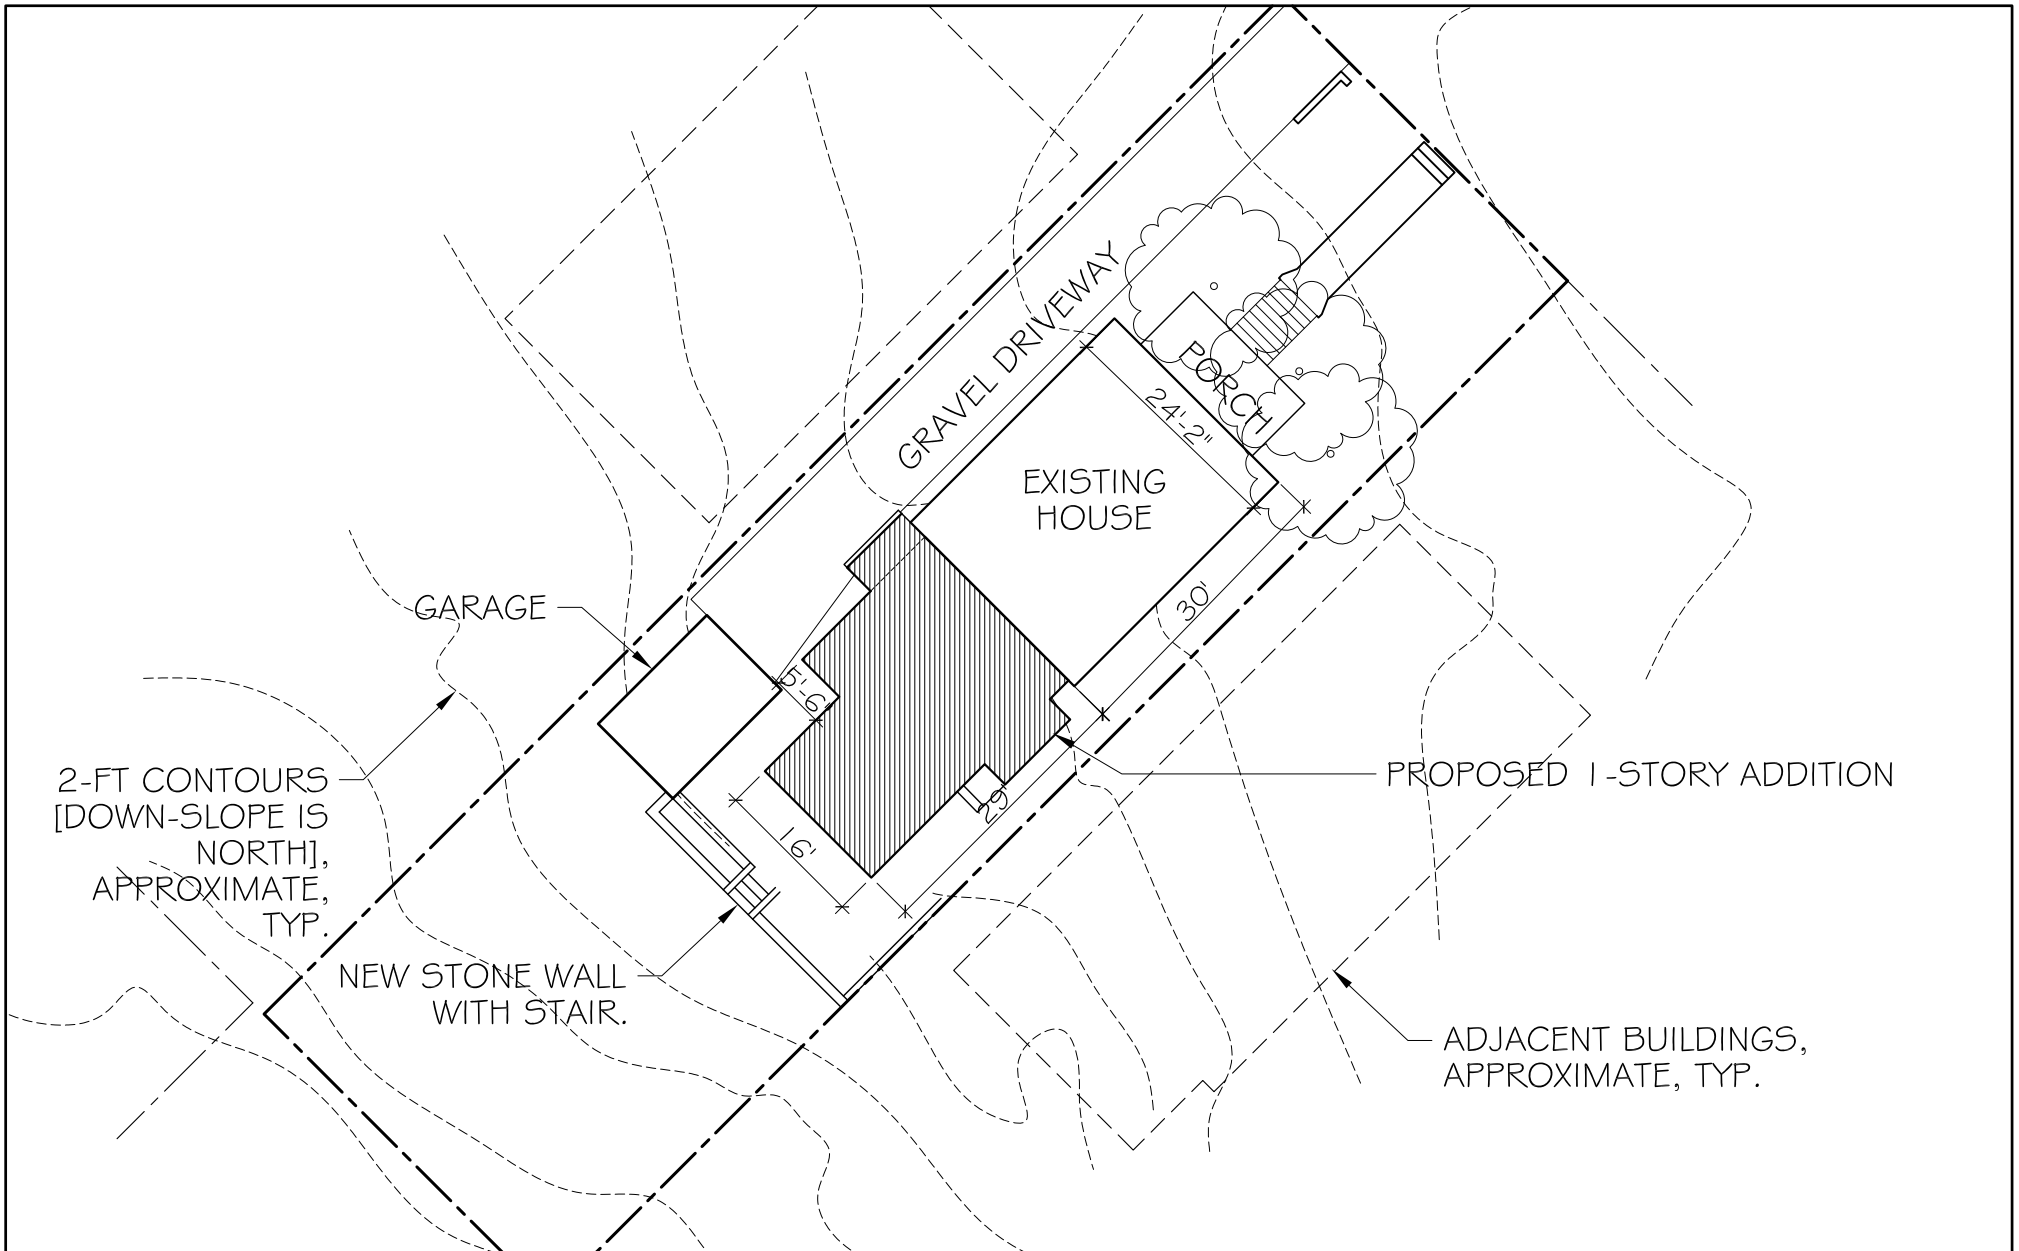 GRAVEL DRIVEWAY
PORCH
24'-2"
EXISTING
HOUSE
30'
GARAGE
5'-6"
2-FT CONTOURS
[DOWN-SLOPE IS
NORTH],
APPROXIMATE,
TYP.
PROPOSED 1-STORY ADDITION
29'
16'
NEW STONE WALL
WITH STAIR.
ADJACENT BUILDINGS,
APPROXIMATE, TYP.